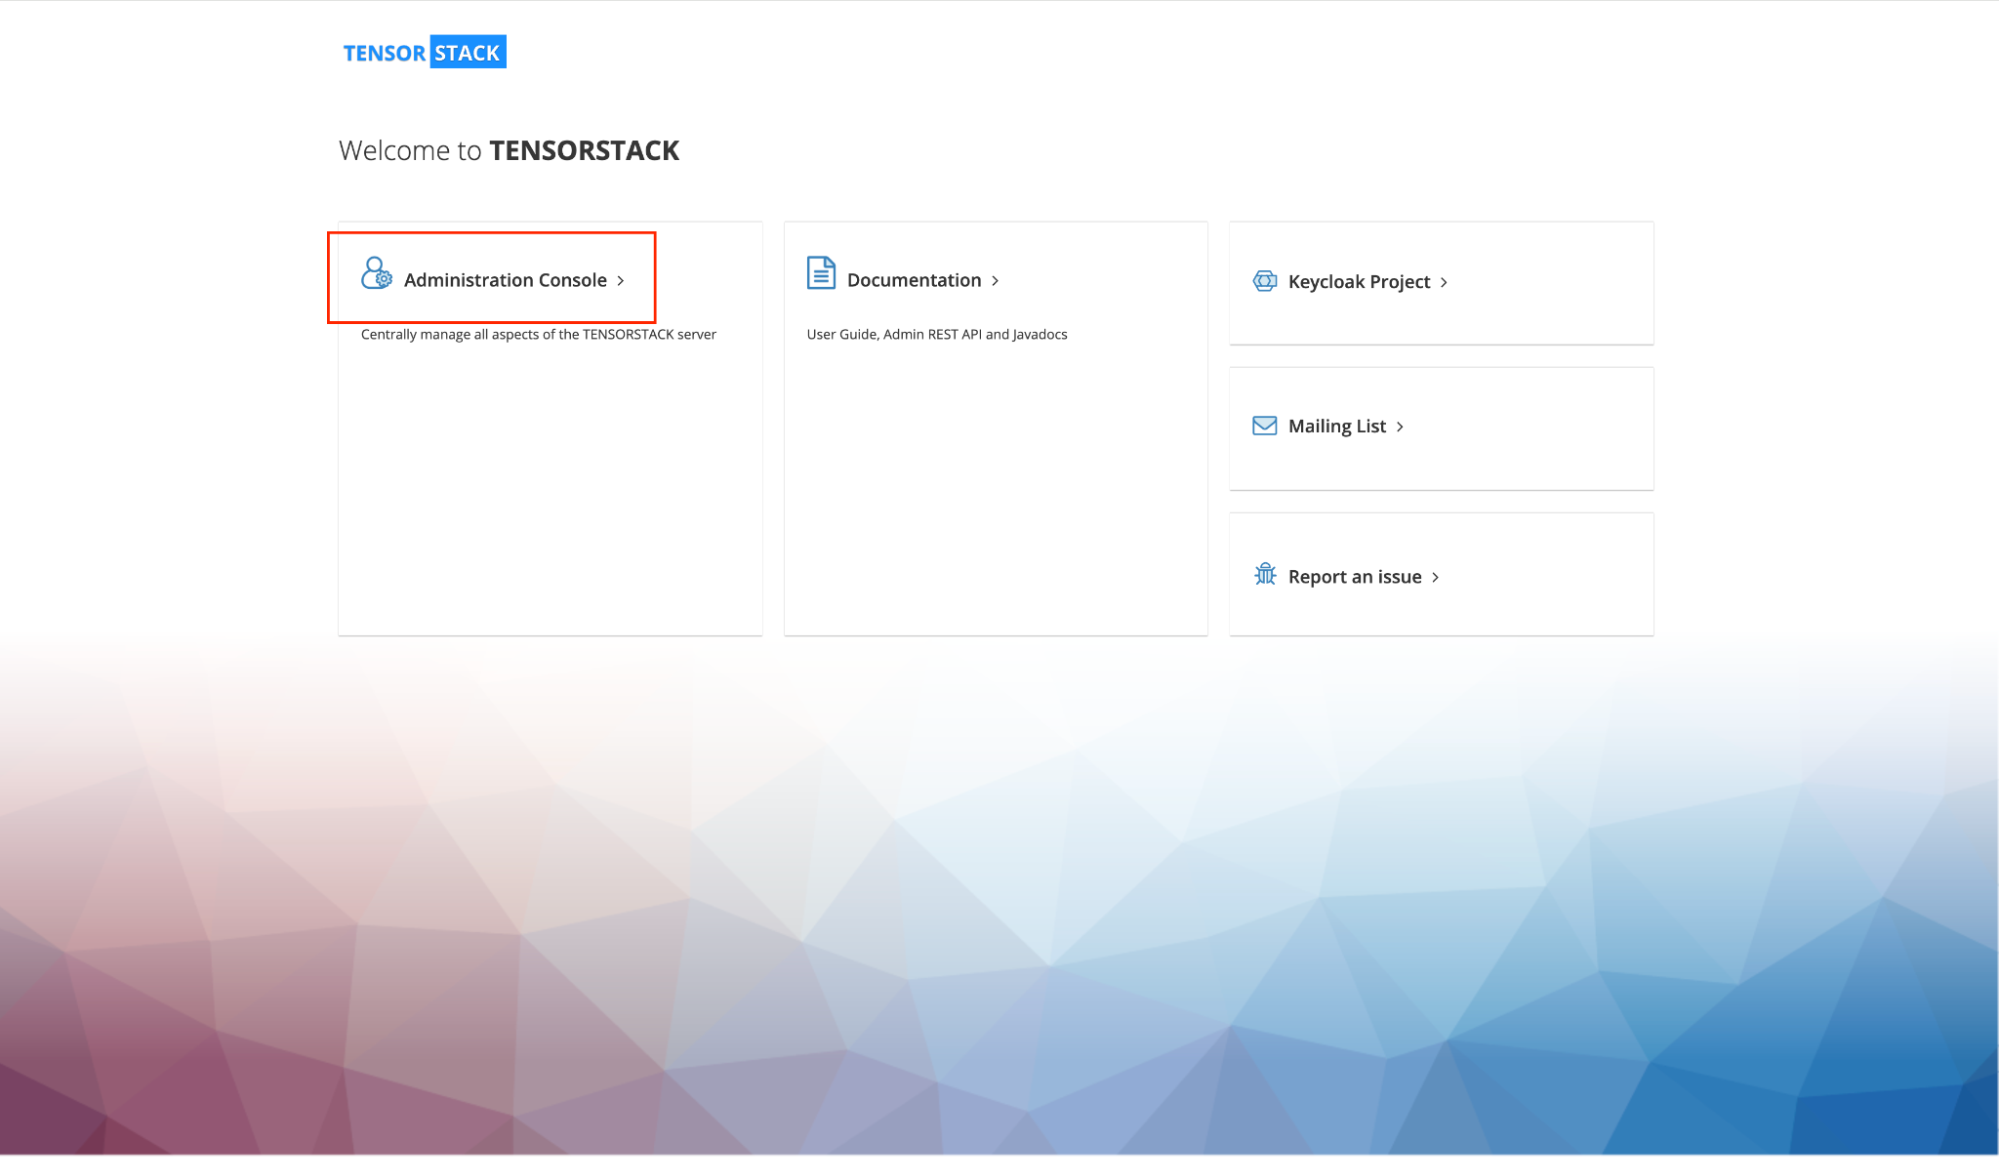 TENSOR STACK
Welcome to TENSORSTACK
Administration Console
Centrally manage all aspects of the TENSORSTACK server
Documentation
User Guide, Admin REST API and Javadocs
Keycloak Project
Mailing List
Report an issue